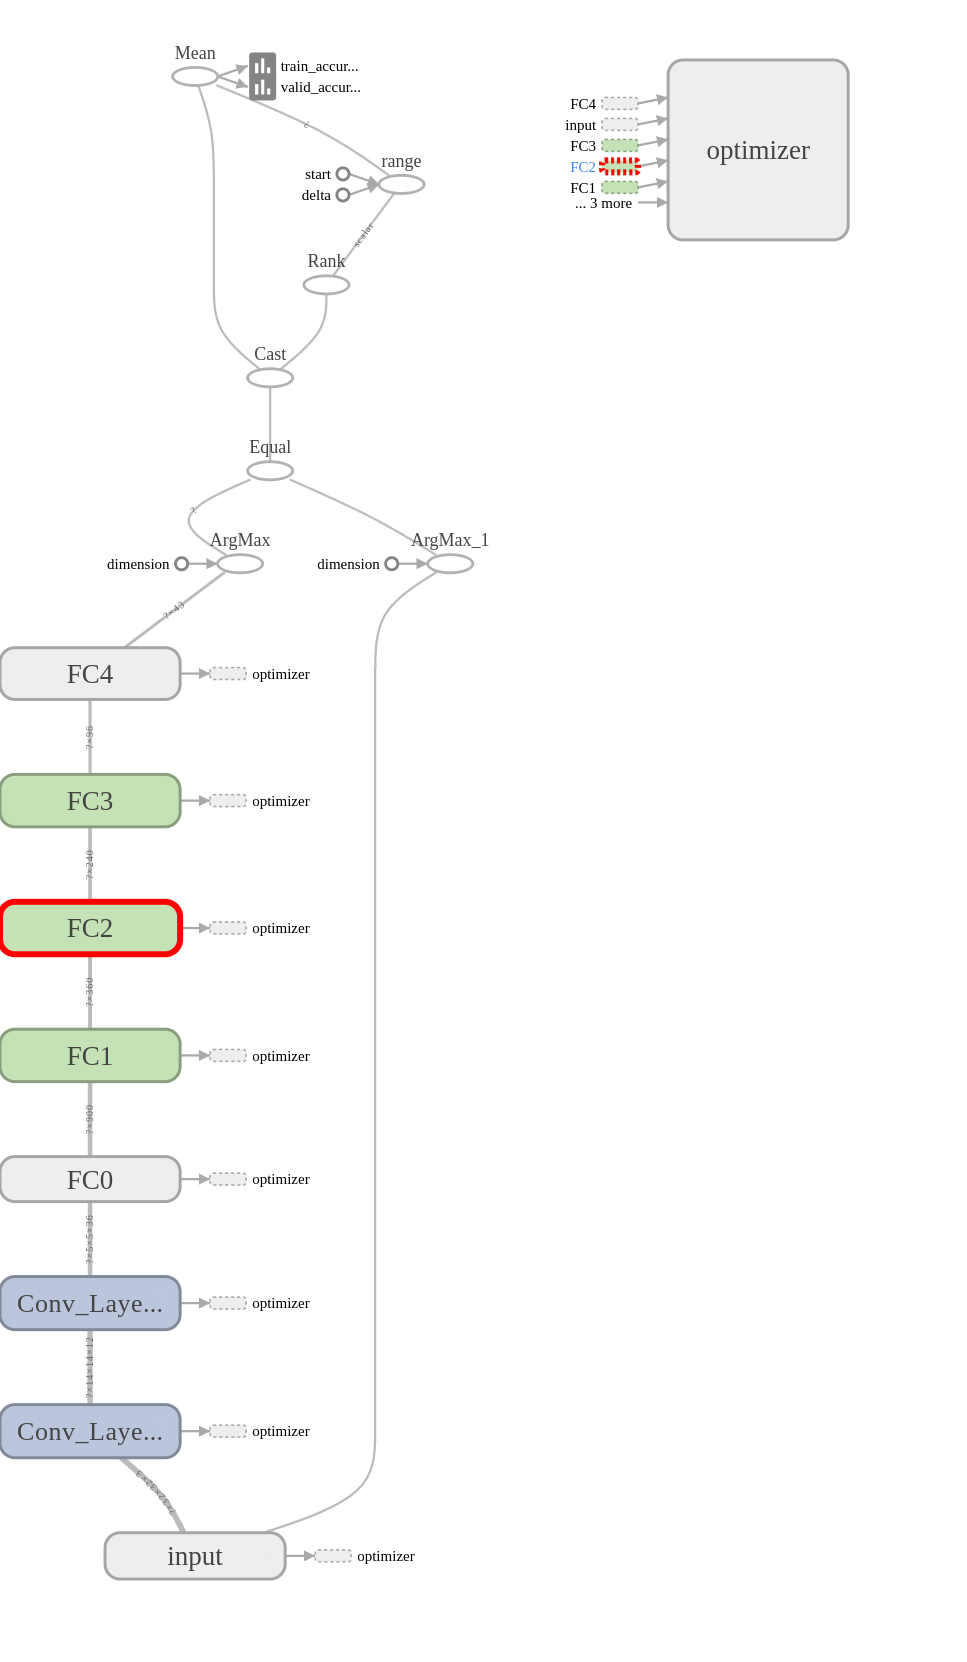 Mean
train_accur...
valid_accur...
?
range
start
delta
scalar
Rank
Cast
Equal
?
ArgMax
ArgMax_1
dimension
dimension
?×43
FC4
optimizer
?×96
FC3
optimizer
?×240
FC2
optimizer
?×360
FC1
optimizer
?×900
FC0
optimizer
?×5×5×36
Conv_Laye...
optimizer
?×14×14×12
Conv_Laye...
optimizer
?×32×32×3
input
optimizer
FC4
input
FC3
FC2
FC1
... 3 more
optimizer